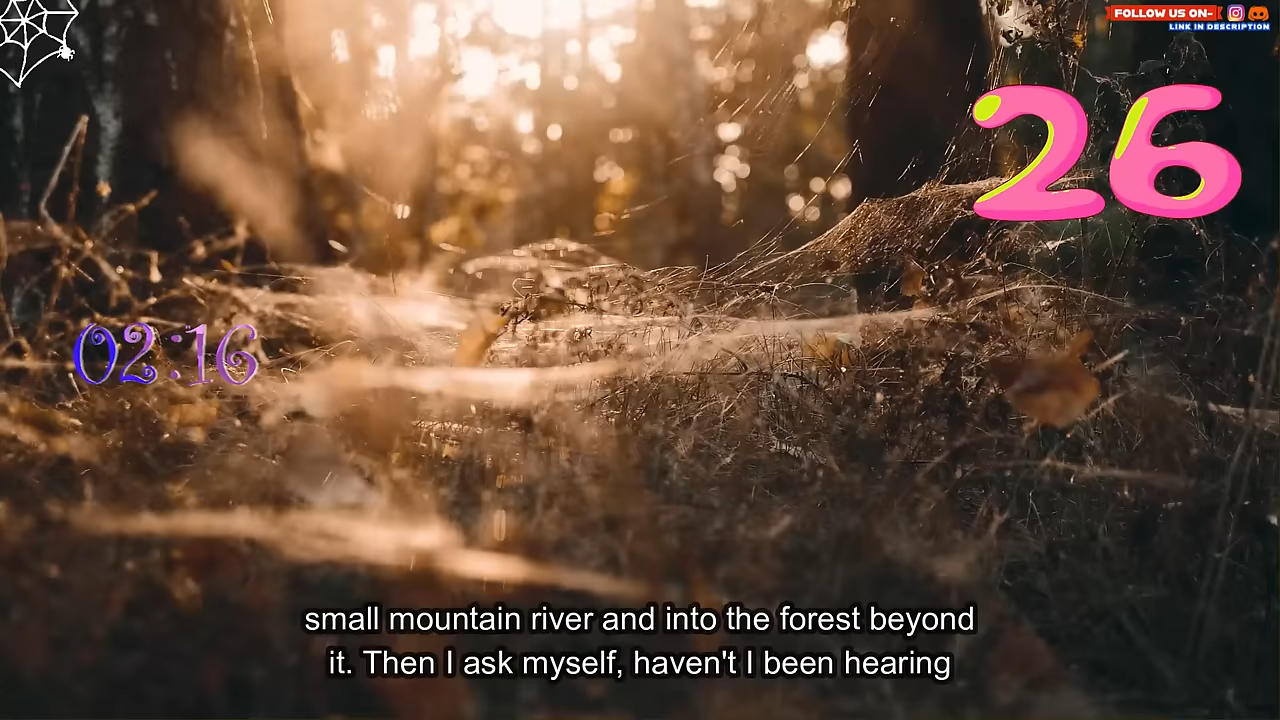 FOLLOW US ON-
LINK IN DESCRIPTION
26
02:16
small mountain river and into the forest beyond
it. Then I ask myself, haven't I been hearing